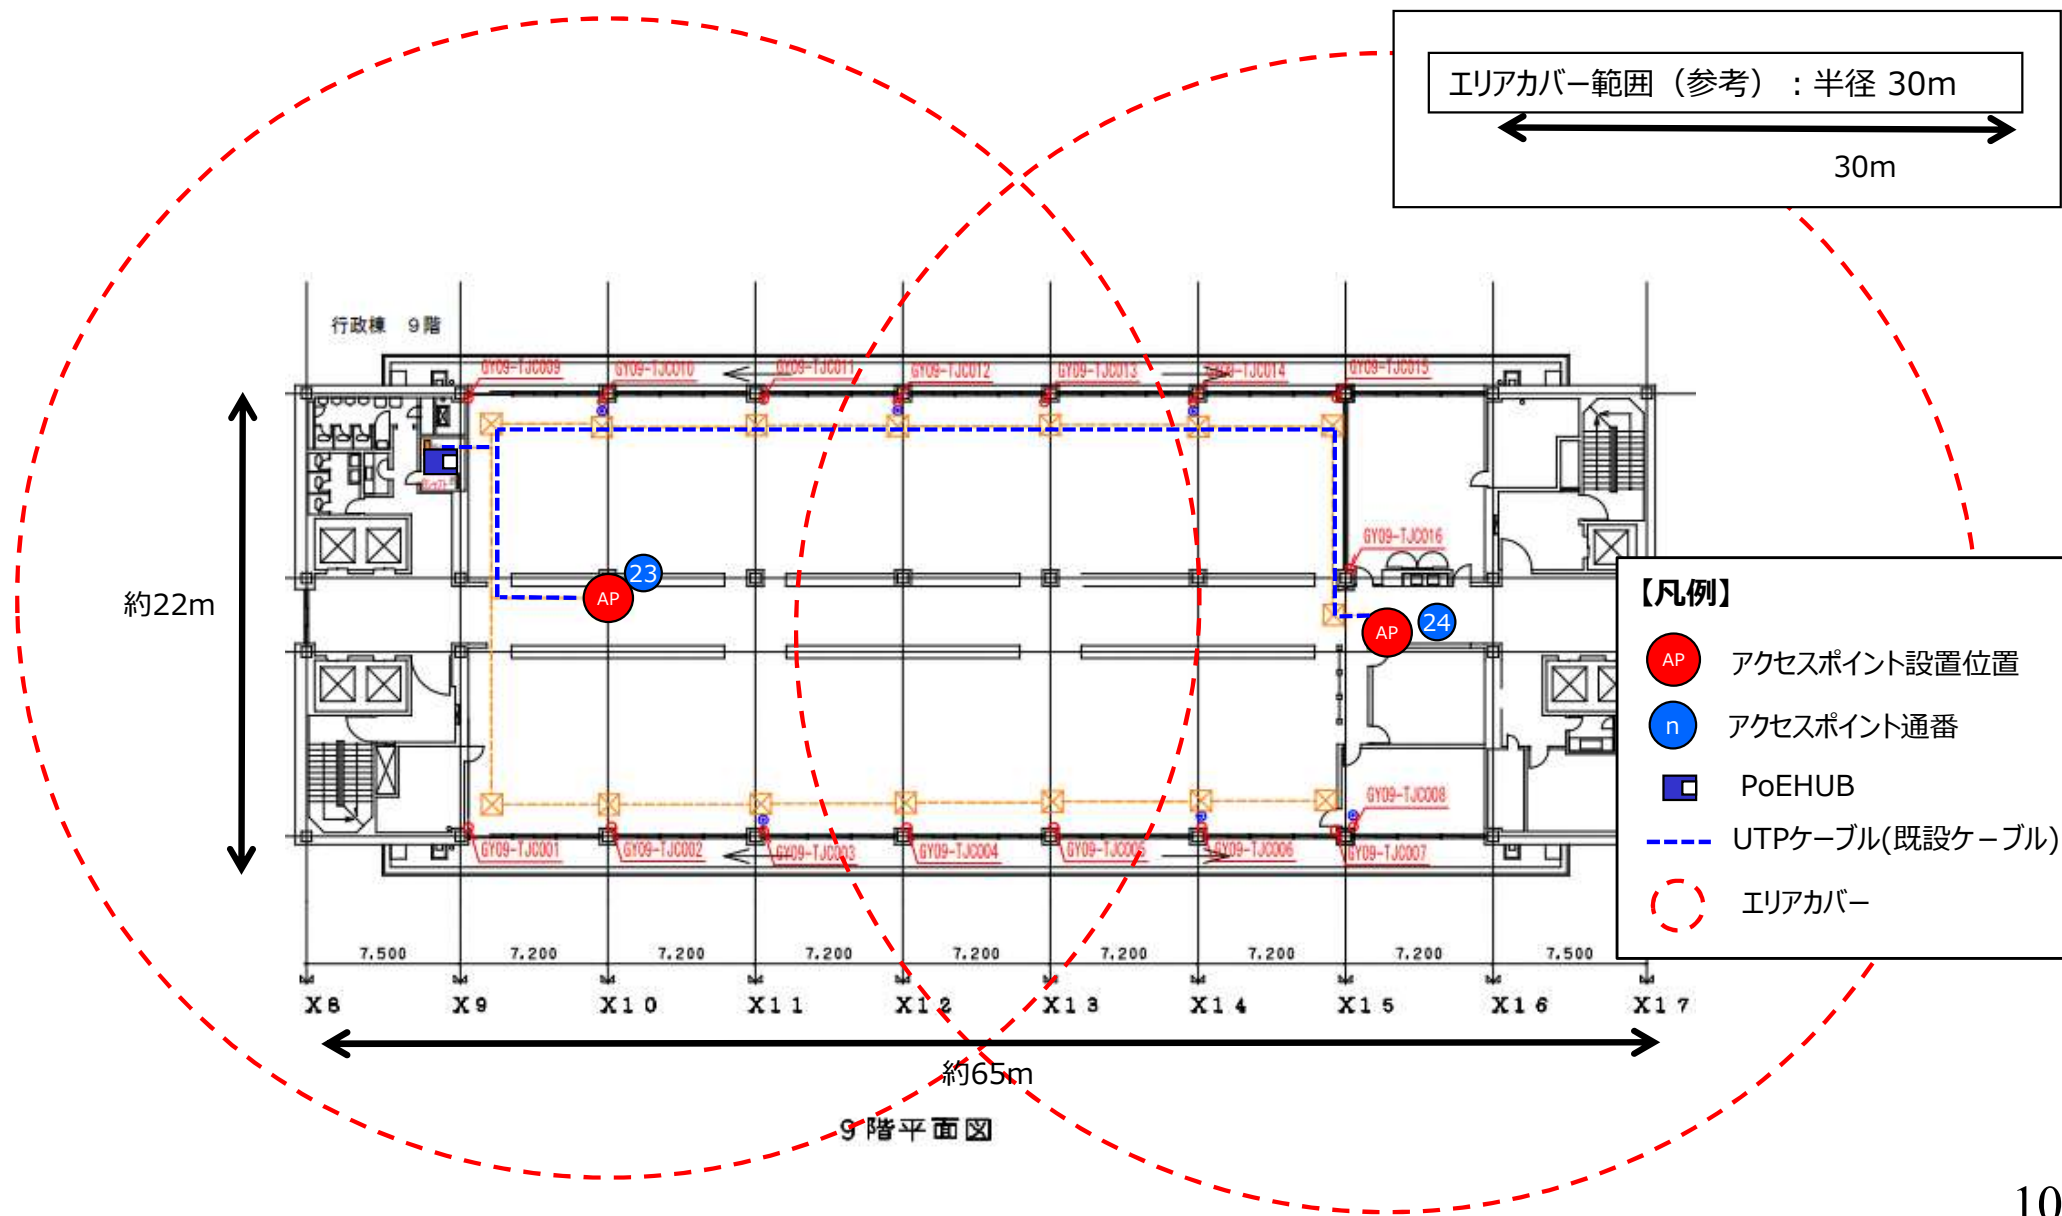 エリアカバー範囲（参考）：半径 30m
30m
行政棟 9階
GY09-TJC009
GY09-TJC010
GY09-TJC011
GY09-TJC012
GY09-TJC013
GY09-TJC014
GY09-TJC015
GY09-TJC016
約22m
23
AP
24
AP
【凡例】
AP アクセスポイント設置位置
n アクセスポイント通番
PoEHUB
UTPケーブル(既設ケーブル)
エリアカバー
GY09-TJC001
GY09-TJC002
GY09-TJC003
GY09-TJC004
GY09-TJC005
GY09-TJC006
GY09-TJC007
GY09-TJC008
7.500 7.200 7.200 7.200 7.200 7.200 7.200 7.200 7.500
X8 X9 X10 X11 X12 X13 X14 X15 X16 X17
約65m
9階平面図
10